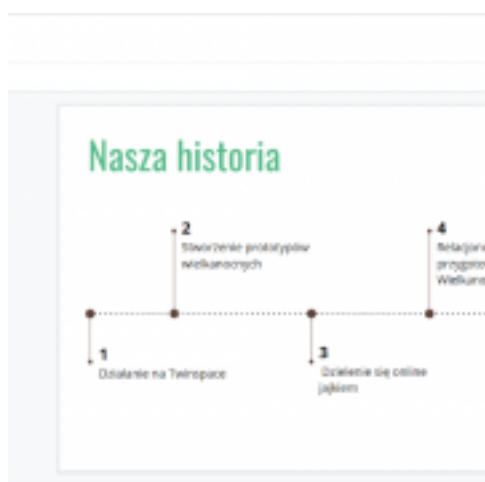 Nasza historia
2
Stworzenie prototypów
wielkanocnych
4
1
Działanie na Twinspace
3
Dzielenie się online
jajkiem